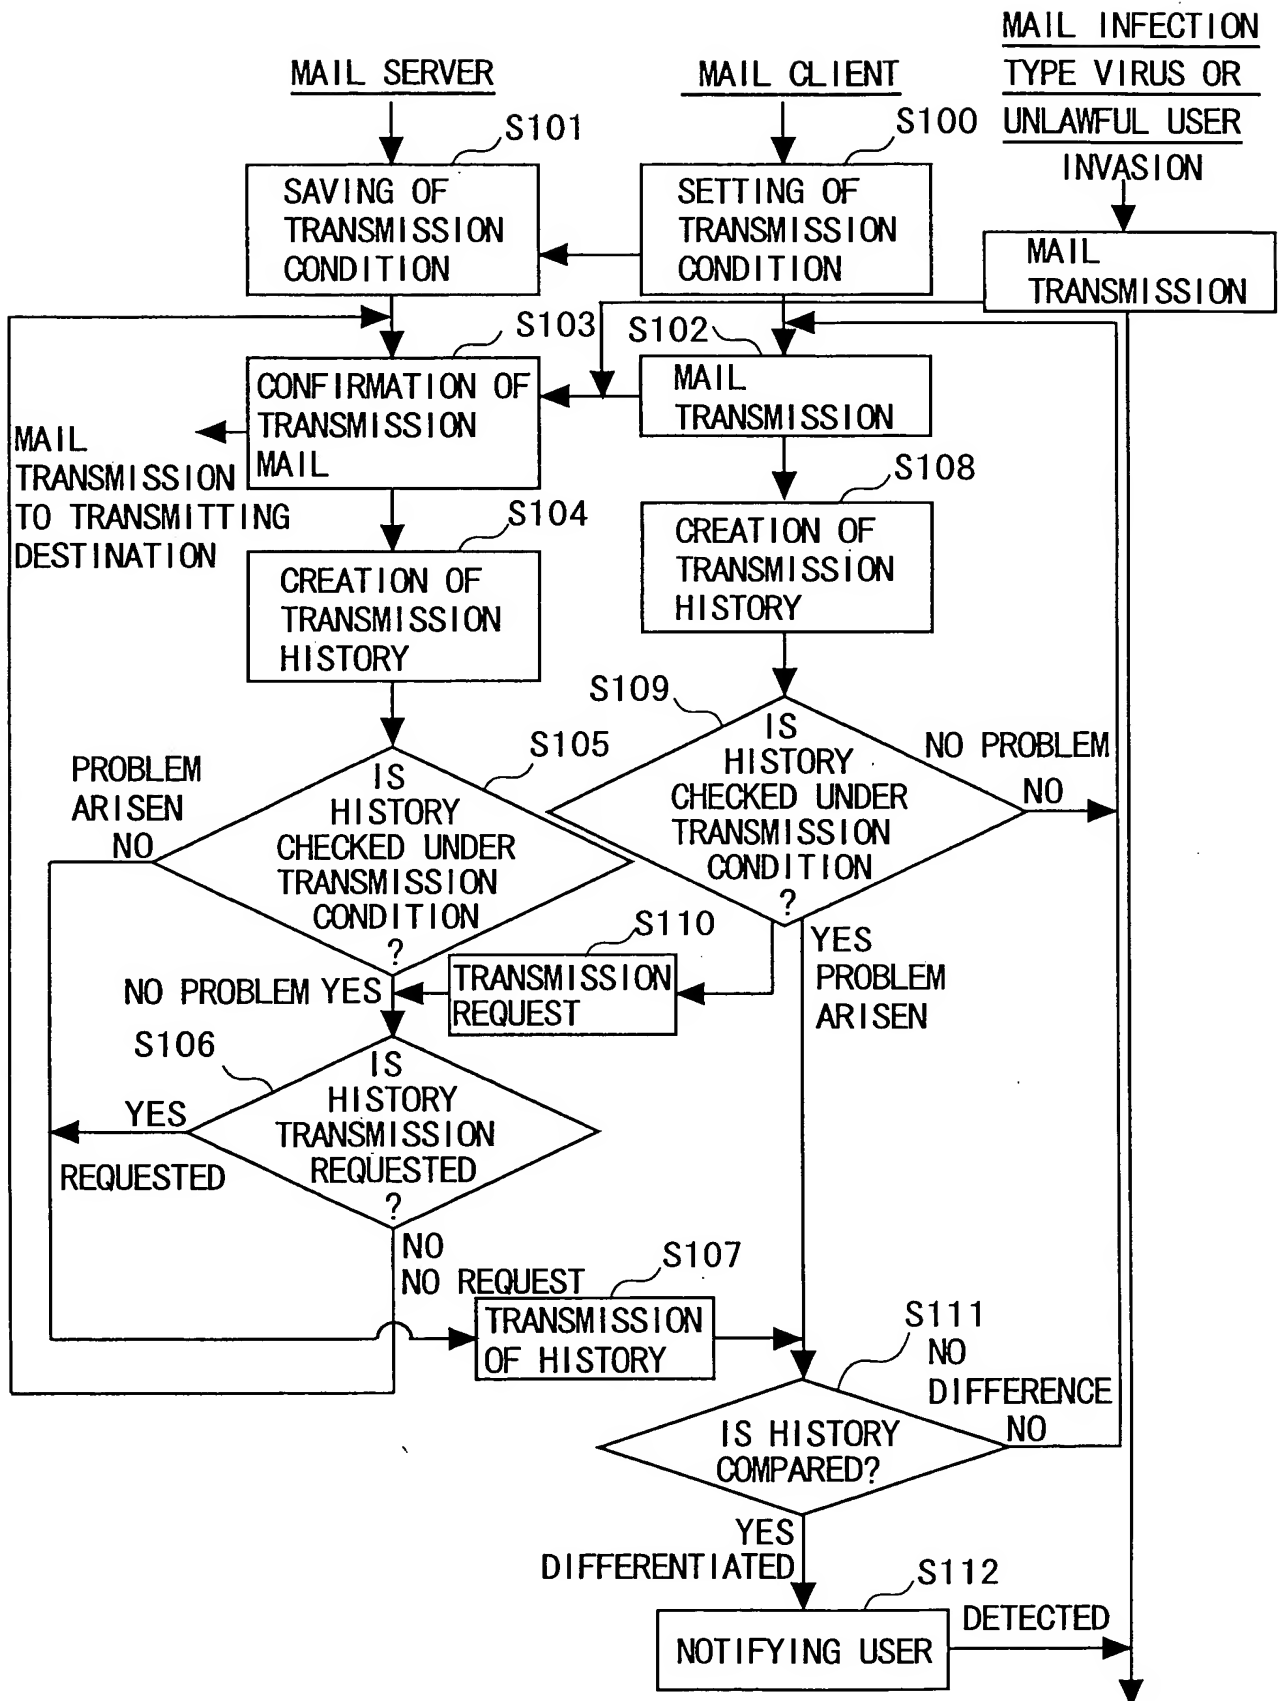 MAIL SERVER
MAIL CLIENT
MAIL INFECTION
TYPE VIRUS OR
UNLAWFUL USER
INVASION
S101
S100
SAVING OF
TRANSMISSION
CONDITION
SETTING OF
TRANSMISSION
CONDITION
MAIL
TRANSMISSION
S103
S102
CONFIRMATION OF
TRANSMISSION
MAIL
MAIL
TRANSMISSION
MAIL
TRANSMISSION
TO TRANSMITTING
DESTINATION
S104
S108
CREATION OF
TRANSMISSION
HISTORY
CREATION OF
TRANSMISSION
HISTORY
S105
S109
PROBLEM
ARISEN
NO
IS
HISTORY
CHECKED UNDER
TRANSMISSION
CONDITION
?
IS
HISTORY
CHECKED UNDER
TRANSMISSION
CONDITION
?
NO PROBLEM
NO
S110
YES
PROBLEM
ARISEN
NO PROBLEM YES
TRANSMISSION
REQUEST
S106
IS
HISTORY
TRANSMISSION
REQUESTED
?
YES
REQUESTED
NO
NO REQUEST
S107
TRANSMISSION
OF HISTORY
S111
NO
DIFFERENCE
NO
IS HISTORY
COMPARED?
YES
DIFFERENTIATED
S112
NOTIFYING USER
DETECTED